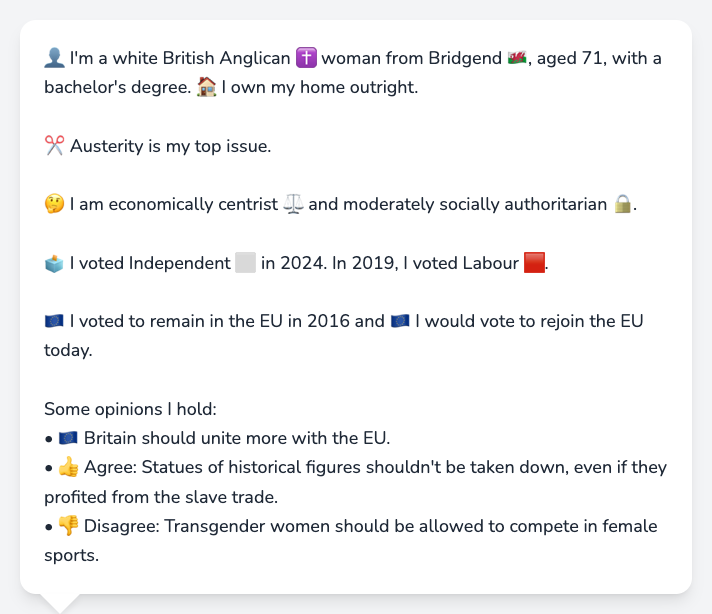 👤 I'm a white British Anglican ✝️ woman from Bridgend 🏴󠁧󠁢󠁷󠁬󠁳󠁿, aged 71, with a
bachelor's degree. 🏠 I own my home outright.
✂️ Austerity is my top issue.
🤔 I am economically centrist ⚖️ and moderately socially authoritarian 🔒.
🗳️ I voted Independent ⬜ in 2024. In 2019, I voted Labour 🟥.
🇪🇺 I voted to remain in the EU in 2016 and 🇪🇺 I would vote to rejoin the EU
today.
Some opinions I hold:
• 🇪🇺 Britain should unite more with the EU.
• 👍 Agree: Statues of historical figures shouldn't be taken down, even if they
profited from the slave trade.
• 👎 Disagree: Transgender women should be allowed to compete in female
sports.